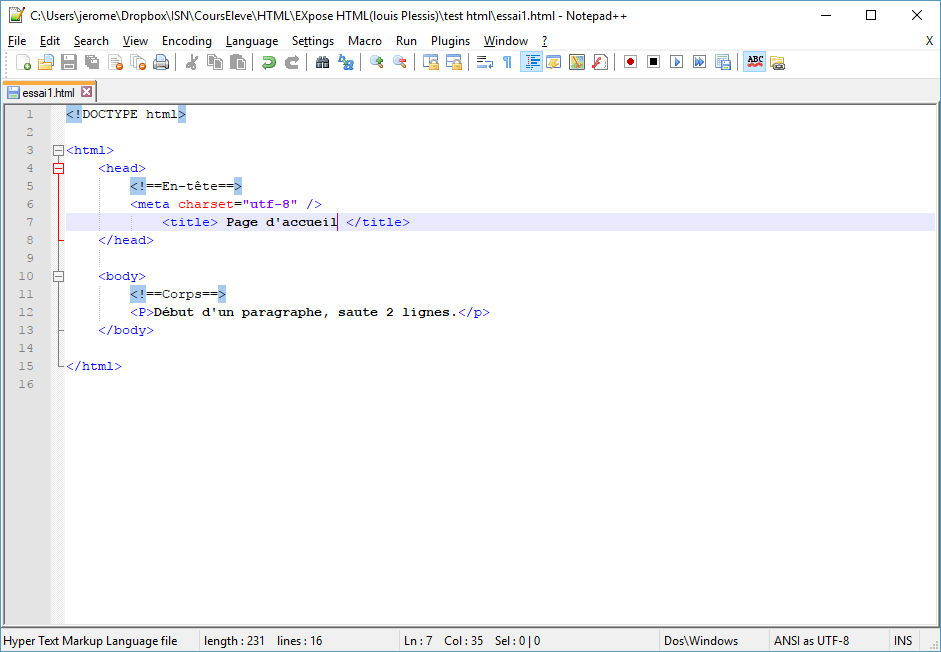 C:\Users\jerome\Dropbox\ISN\CoursEleve\HTML\EXpose HTML(louis Plessis)\test html\essai1.html - Notepad++
File Edit Search View Encoding Language Settings Macro Run Plugins Window ? X
ABC
essai1.html
1 <!DOCTYPE html>
2
3 <html>
4 <head>
5 <!==En-tête==>
6 <meta charset="utf-8" />
7 <title> Page d'accueil </title>
8 </head>
9
10 <body>
11 <!==Corps==>
12 <P>Début d'un paragraphe, saute 2 lignes.</p>
13 </body>
14
15 </html>
16
Hyper Text Markup Language file length : 231 lines : 16 Ln : 7 Col : 35 Sel : 0 | 0 Dos\Windows ANSI as UTF-8 INS